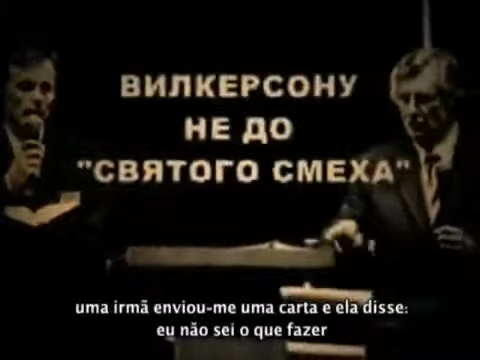 ВИЛКЕРСОНУ
НЕ ДО
"СВЯТОГО СМЕХА"
uma irmã enviou-me uma carta e ela disse:
eu não sei o que fazer